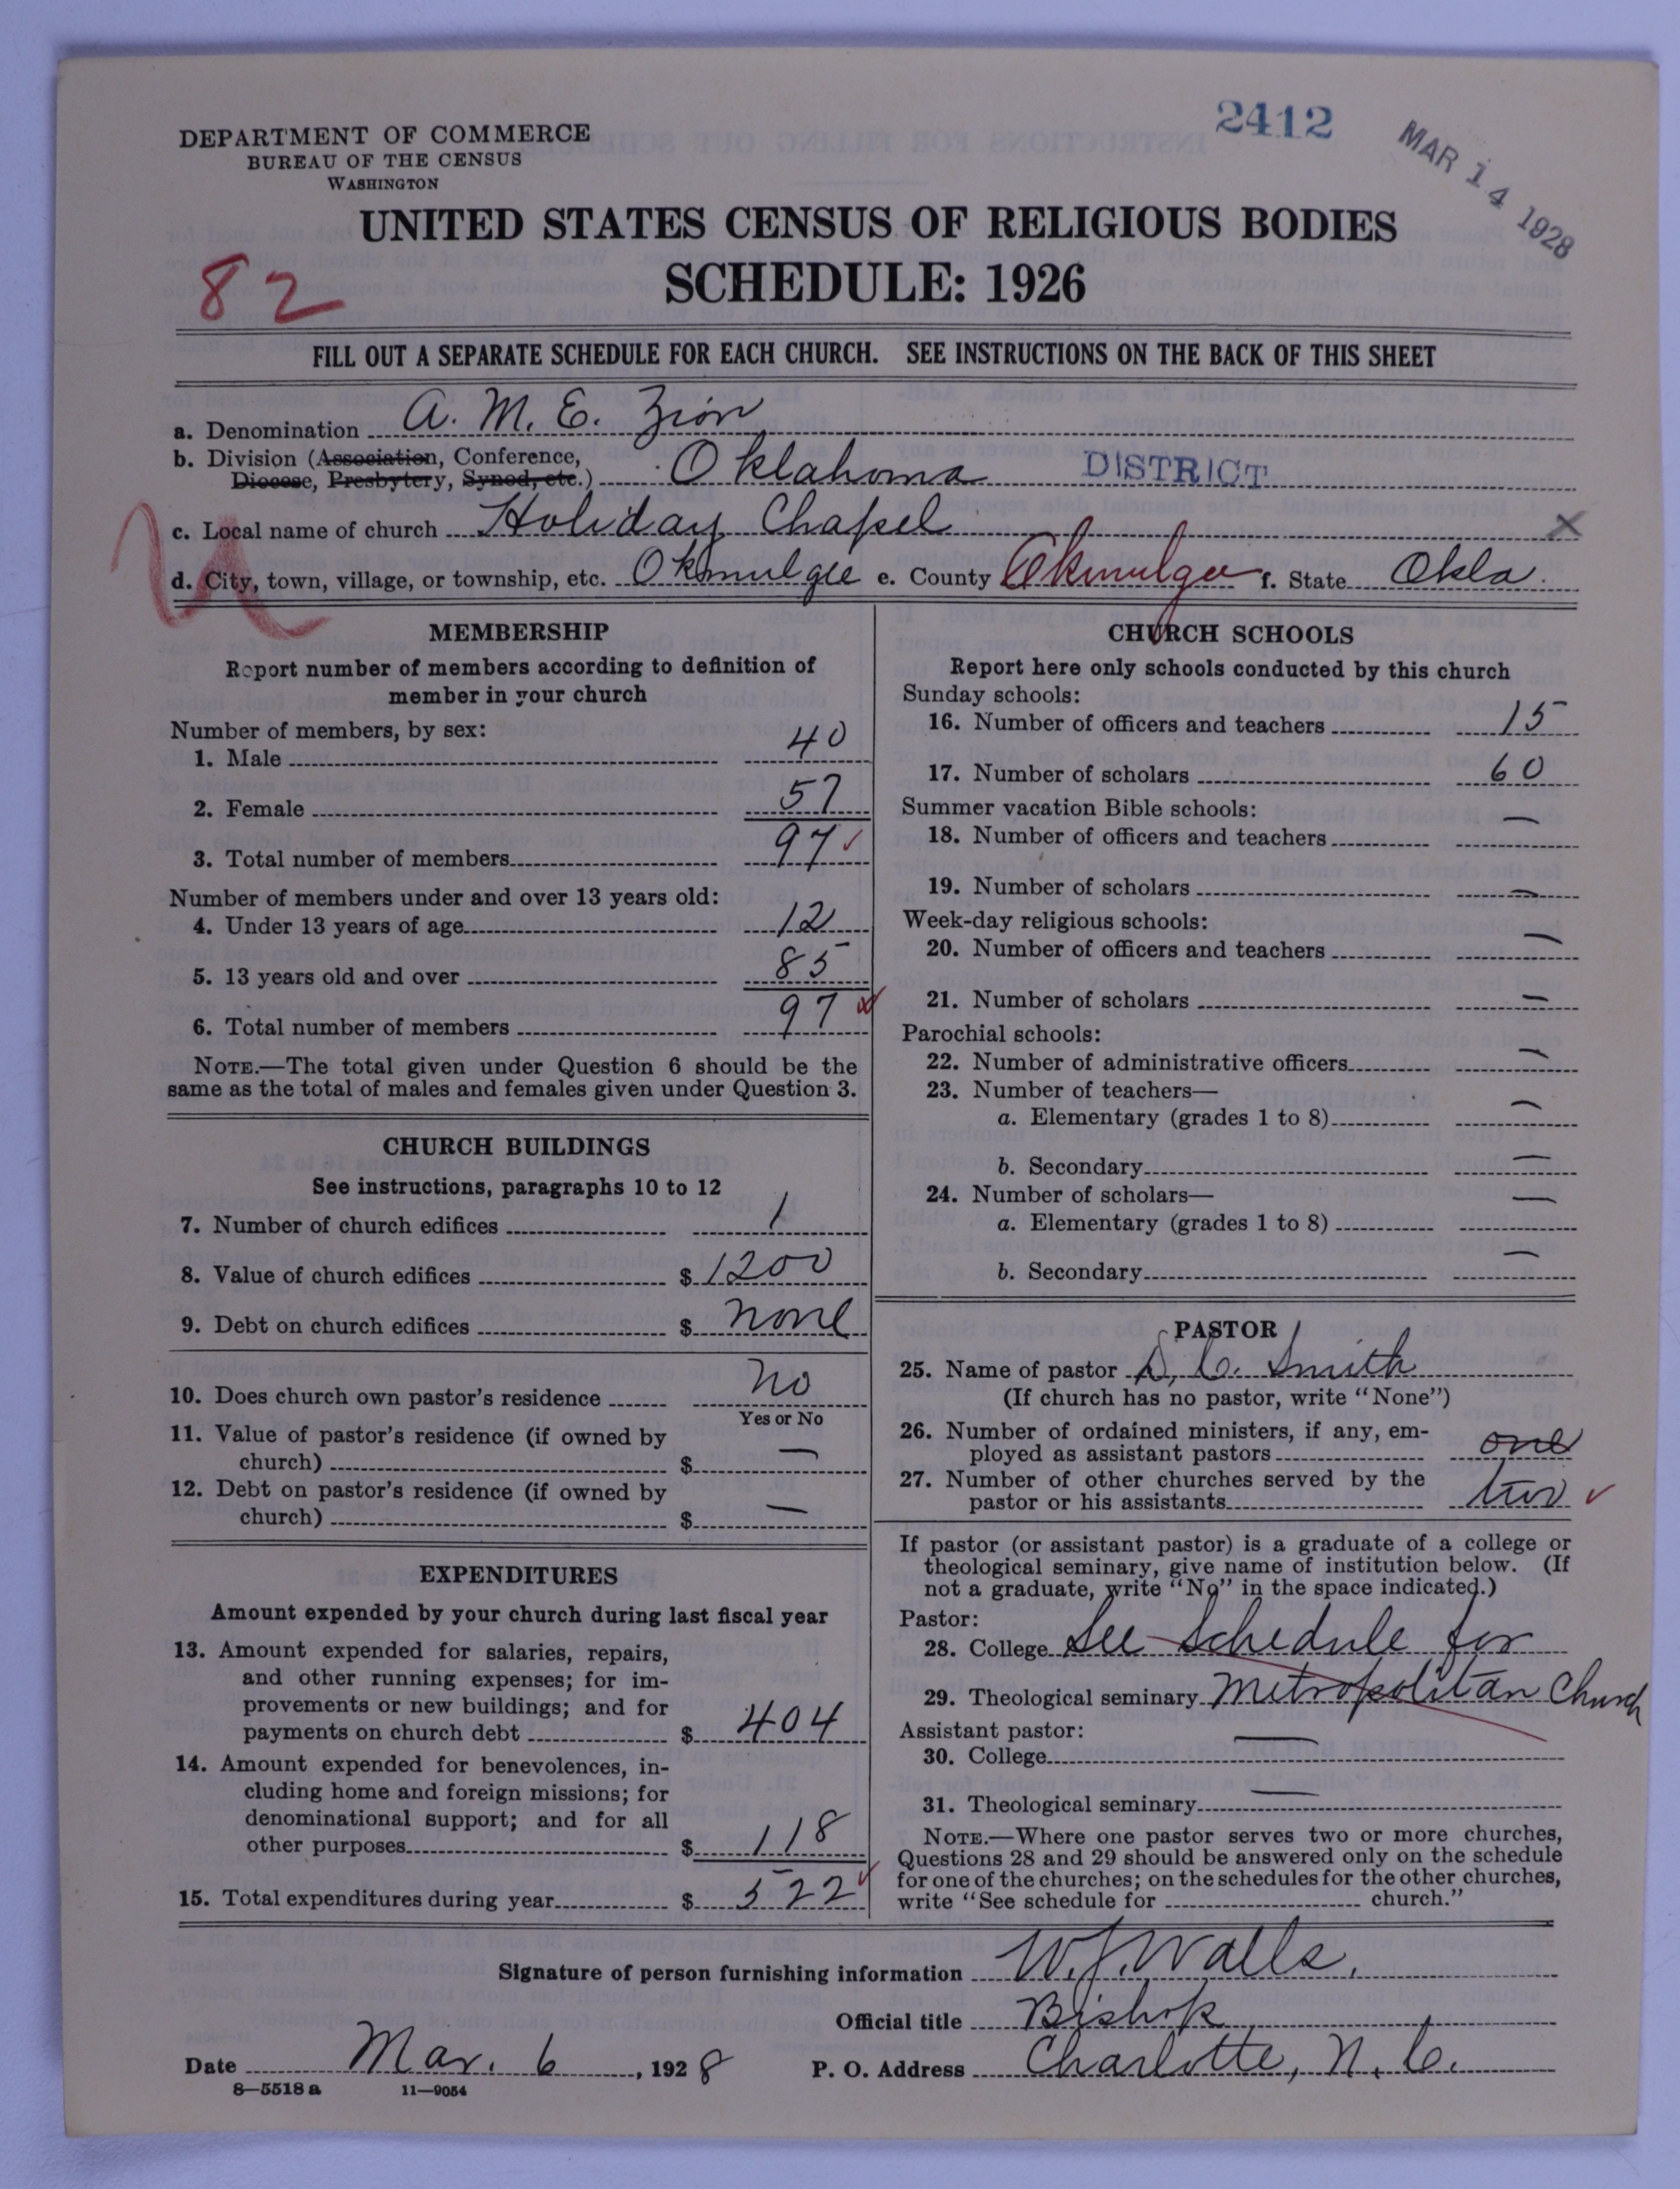 2412
MAR 14 1928
DEPARTMENT OF COMMERCE
BUREAU OF THE CENSUS
WASHINGTON
UNITED STATES CENSUS OF RELIGIOUS BODIES
SCHEDULE: 1926
82
FILL OUT A SEPARATE SCHEDULE FOR EACH CHURCH. SEE INSTRUCTIONS ON THE BACK OF THIS SHEET
a. Denomination A. M. E. Zion
b. Division (Association, Conference,
Diocese, Presbytery, Synod, etc.) Oklahoma DISTRICT
c. Local name of church Holiday Chapel X
U
d. City, town, village, or township, etc. Okmulgee e. County Okmulgee f. State Okla.
MEMBERSHIP
Report number of members according to definition of
member in your church
Number of members, by sex:
1. Male 40
2. Female 57
3. Total number of members 97 ✓
Number of members under and over 13 years old:
4. Under 13 years of age 12
5. 13 years old and over 85
6. Total number of members 97
NOTE.—The total given under Question 6 should be the
same as the total of males and females given under Question 3.
CHURCH BUILDINGS
See instructions, paragraphs 10 to 12
7. Number of church edifices 1
8. Value of church edifices $ 1200
9. Debt on church edifices $ none
10. Does church own pastor's residence no
Yes or No
11. Value of pastor's residence (if owned by
church) $ —
12. Debt on pastor's residence (if owned by
church) $ —
EXPENDITURES
Amount expended by your church during last fiscal year
13. Amount expended for salaries, repairs,
and other running expenses; for im-
provements or new buildings; and for
payments on church debt $ 404
14. Amount expended for benevolences, in-
cluding home and foreign missions; for
denominational support; and for all
other purposes $ 118
15. Total expenditures during year $ 522 ✓
CHURCH SCHOOLS
Report here only schools conducted by this church
Sunday schools:
16. Number of officers and teachers 15
17. Number of scholars 60
Summer vacation Bible schools:
18. Number of officers and teachers —
19. Number of scholars —
Week-day religious schools:
20. Number of officers and teachers —
21. Number of scholars —
Parochial schools:
22. Number of administrative officers —
23. Number of teachers—
a. Elementary (grades 1 to 8) —
b. Secondary —
24. Number of scholars—
a. Elementary (grades 1 to 8) —
b. Secondary —
PASTOR
25. Name of pastor D. C. Smith
(If church has no pastor, write "None")
26. Number of ordained ministers, if any, em-
ployed as assistant pastors one
27. Number of other churches served by the
pastor or his assistants two ✓
If pastor (or assistant pastor) is a graduate of a college or
theological seminary, give name of institution below. (If
not a graduate, write "No" in the space indicated.)
Pastor:
28. College See Schedule for
29. Theological seminary Metropolitan Church
Assistant pastor:
30. College —
31. Theological seminary —
NOTE.—Where one pastor serves two or more churches,
Questions 28 and 29 should be answered only on the schedule
for one of the churches; on the schedules for the other churches,
write "See schedule for church."
Signature of person furnishing information W. J. Walls.
Official title Bishop
Date Mar. 6, 1928 P. O. Address Charlotte, N. C.
8—5518 a 11—9054